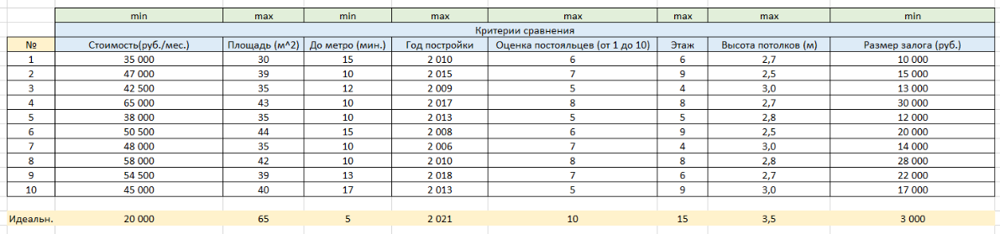 min max min max max max max min
Критерии сравнения
№ Стоимость(руб./мес.) Площадь (м^2) До метро (мин.) Год постройки Оценка постояльцев (от 1 до 10) Этаж Высота потолков (м) Размер залога (руб.)
1 35 000 30 15 2 010 6 6 2,7 10 000
2 47 000 39 10 2 015 7 9 2,5 15 000
3 42 500 35 12 2 009 5 4 3,0 13 000
4 65 000 43 10 2 017 8 8 2,7 30 000
5 38 000 35 10 2 013 5 5 2,8 12 000
6 50 500 44 15 2 008 6 9 2,5 20 000
7 48 000 35 10 2 006 7 4 3,0 14 000
8 58 000 42 10 2 010 8 8 2,8 28 000
9 54 500 39 13 2 018 7 6 2,7 22 000
10 45 000 40 17 2 013 5 9 3,0 17 000
Идеальн. 20 000 65 5 2 021 10 15 3,5 3 000